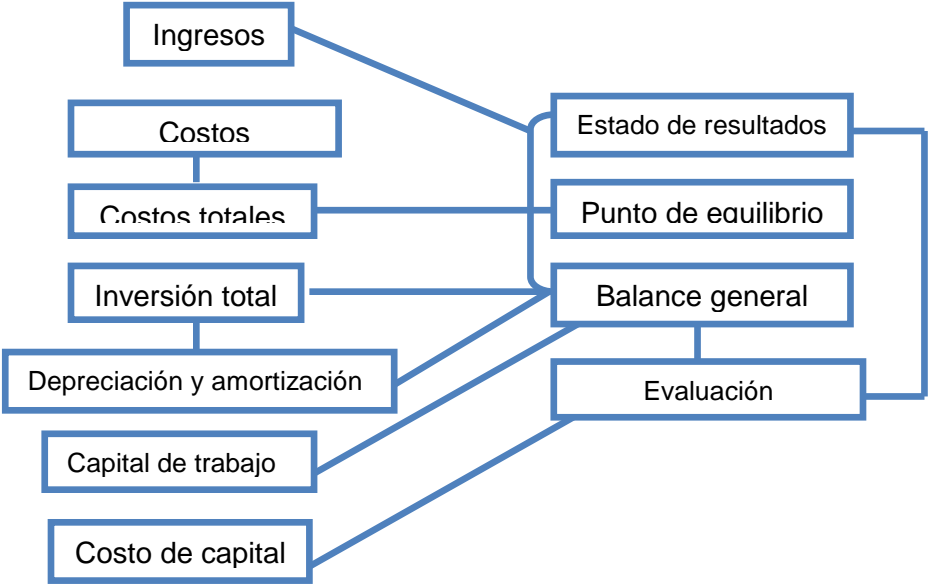 Ingresos
Costos
Costos totales
Inversión total
Depreciación y amortización
Capital de trabajo
Costo de capital
Estado de resultados
Punto de equilibrio
Balance general
Evaluación